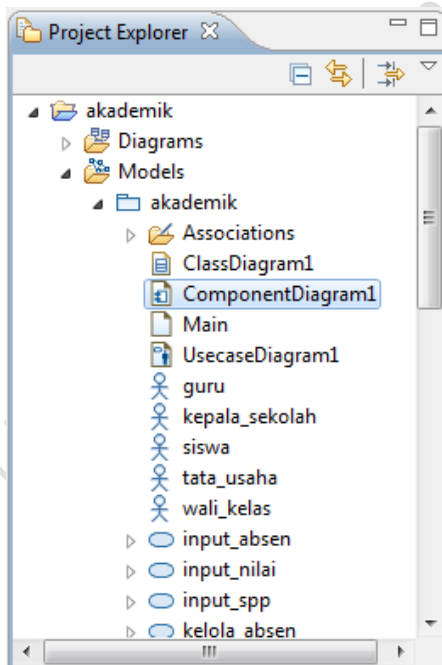 Project Explorer
akademik
Diagrams
Models
akademik
Associations
ClassDiagram1
ComponentDiagram1
Main
UsecaseDiagram1
guru
kepala_sekolah
siswa
tata_usaha
wali_kelas
input_absen
input_nilai
input_spp
kelola_absen